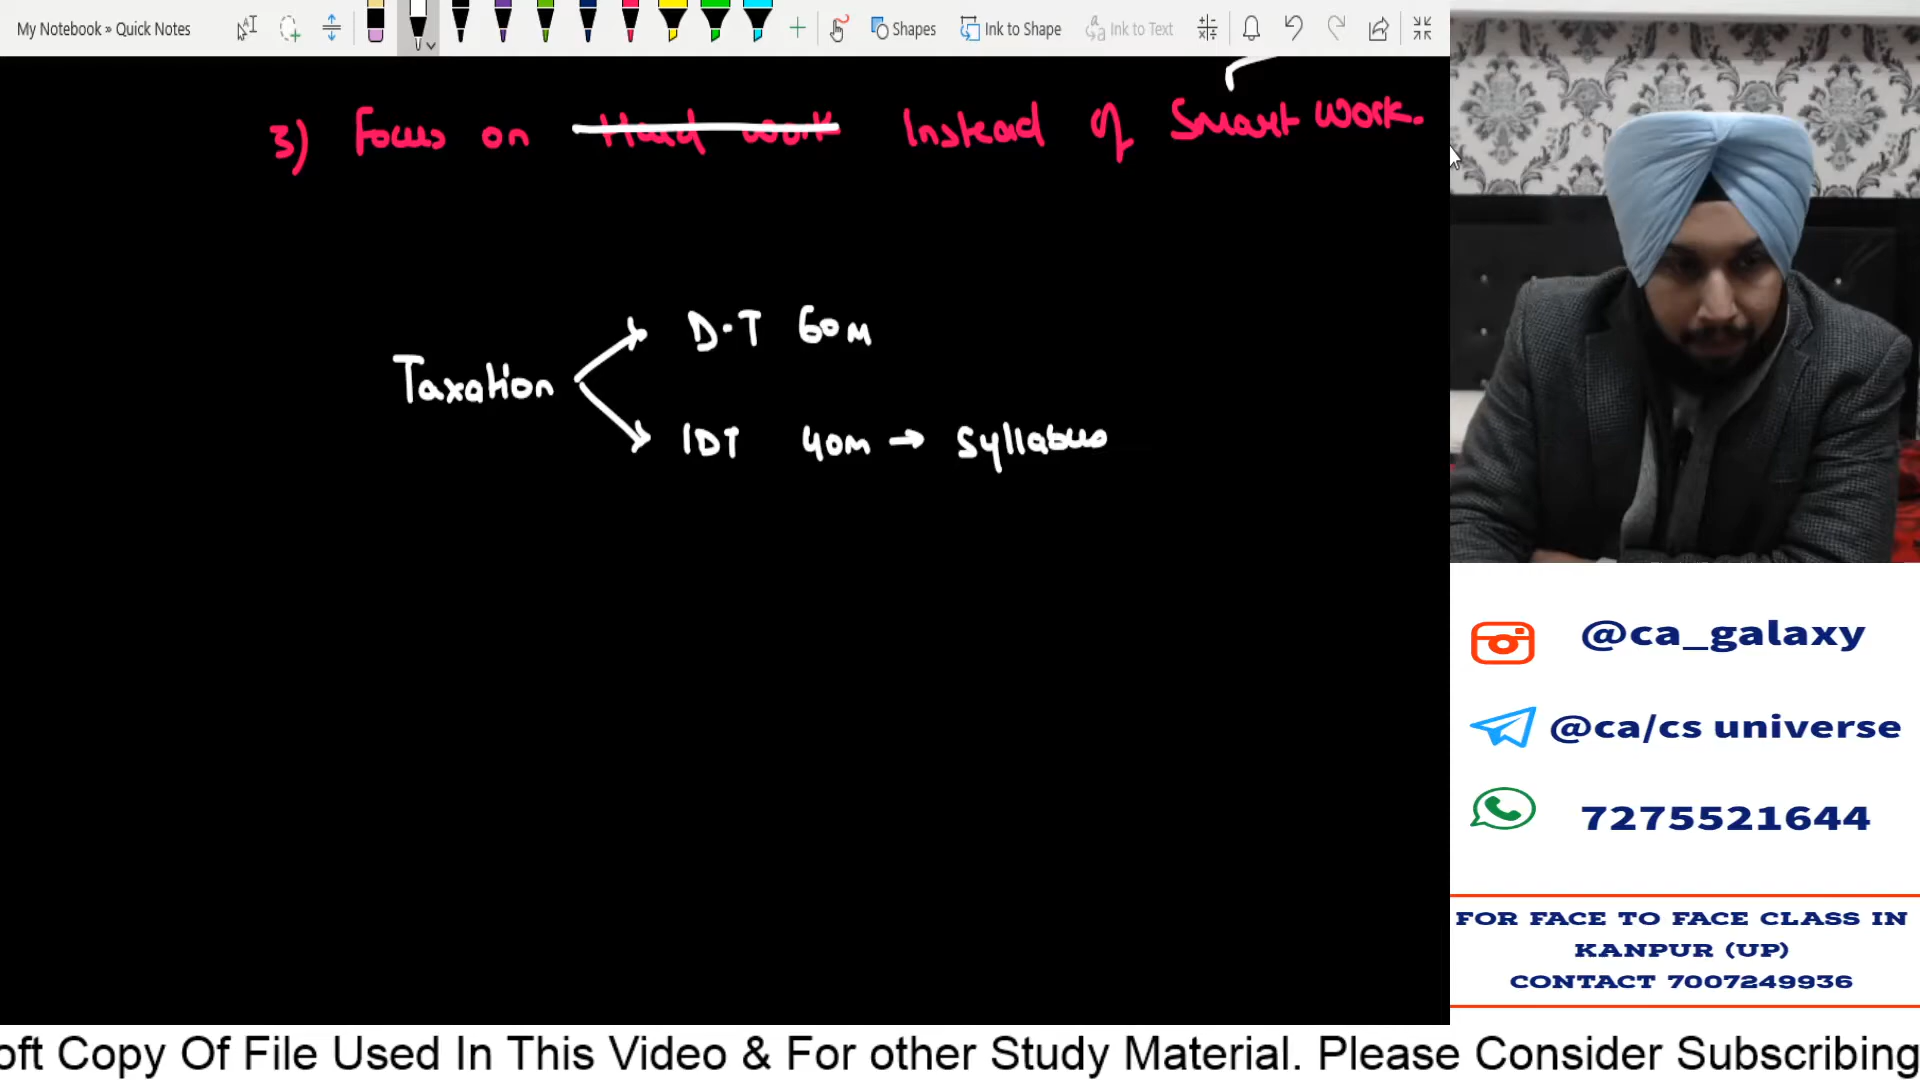 My Notebook » Quick Notes
Shapes
Ink to Shape
Ink to Text
3) Focus on Hard work Instead of Smart work.
Taxation
D.T 60M
IDT 40M → Syllabus
@ca_galaxy
@ca/cs universe
7275521644
FOR FACE TO FACE CLASS IN
KANPUR (UP)
CONTACT 7007249936
oft Copy Of File Used In This Video & For other Study Material. Please Consider Subscribing